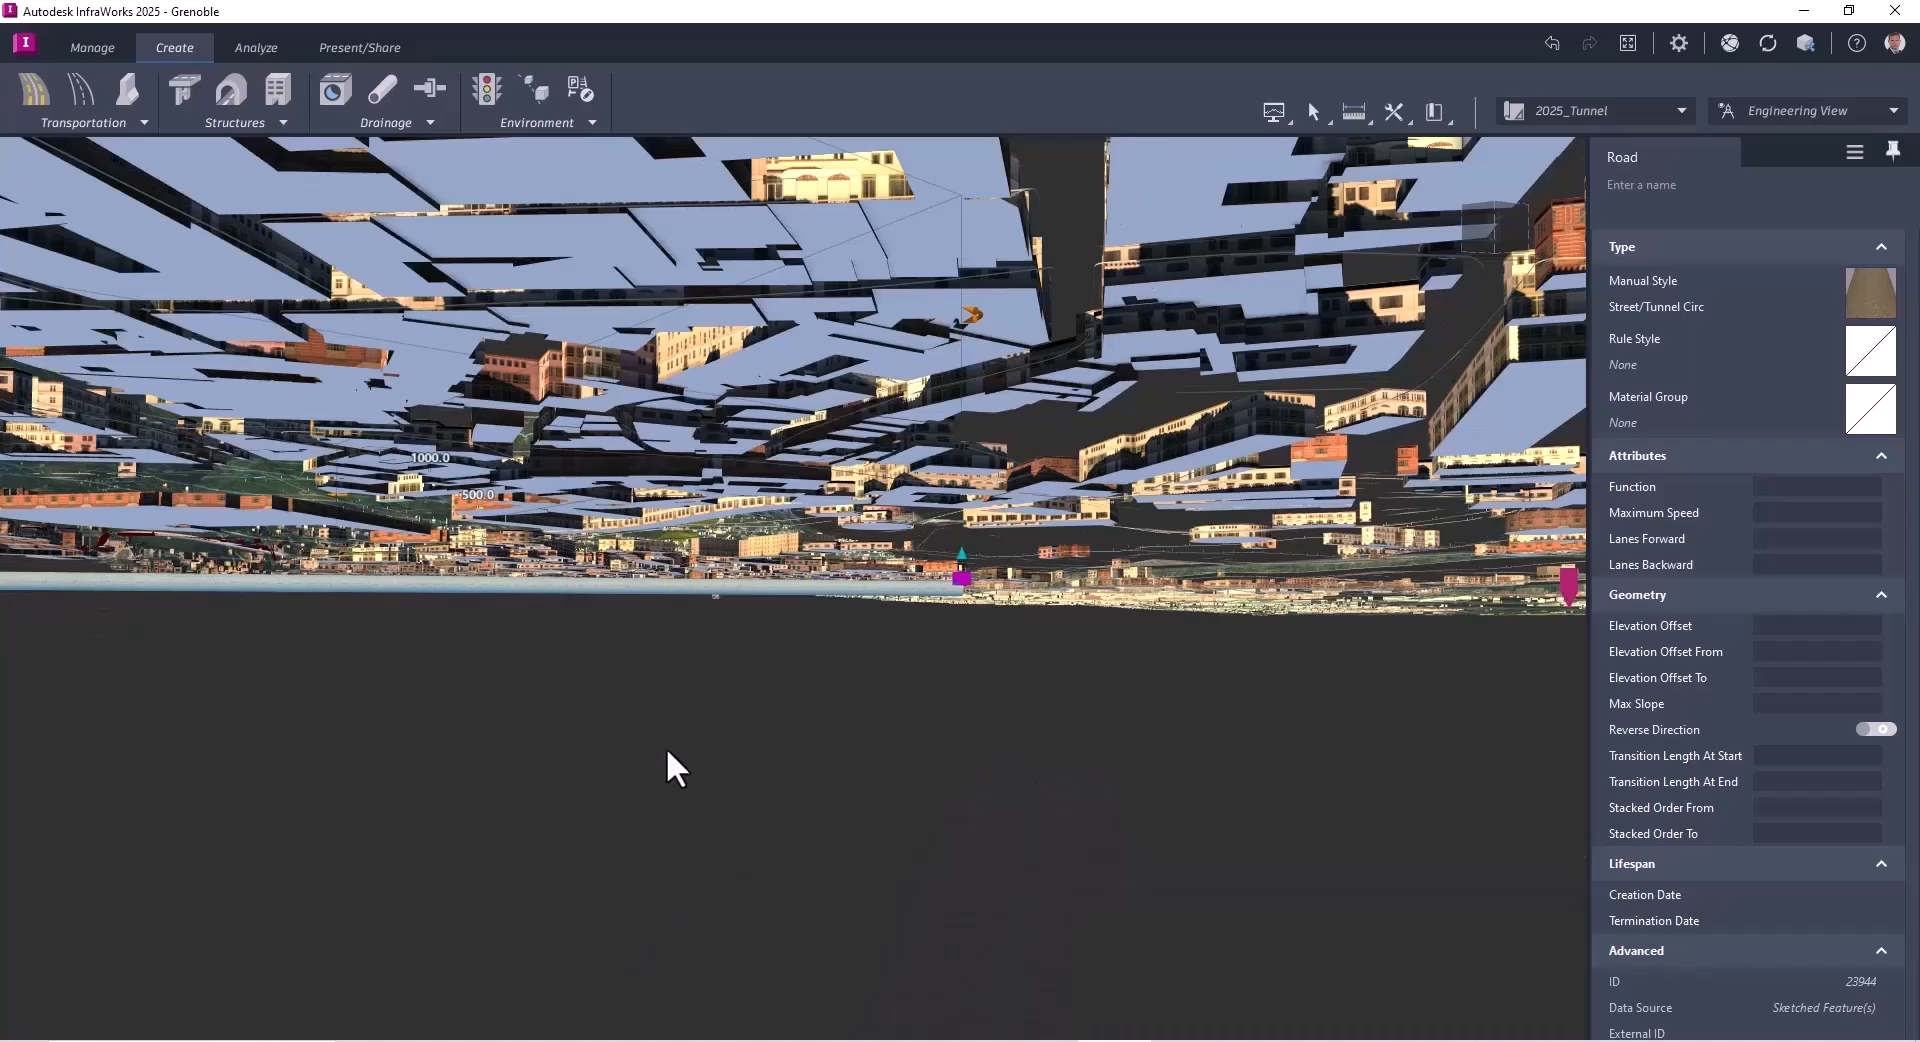 Autodesk InfraWorks 2025 - Grenoble
Manage
Create
Analyze
Present/Share
Transportation
Structures
Drainage
Environment
2025_Tunnel
Engineering View
Road
Enter a name
Type
Manual Style
Street/Tunnel Circ
Rule Style
None
Material Group
None
Attributes
Function
Maximum Speed
Lanes Forward
Lanes Backward
Geometry
Elevation Offset
Elevation Offset From
Elevation Offset To
Max Slope
Reverse Direction
Transition Length At Start
Transition Length At End
Stacked Order From
Stacked Order To
Lifespan
Creation Date
Termination Date
Advanced
ID 23944
Data Source Sketched Feature(s)
External ID
1000.0
500.0